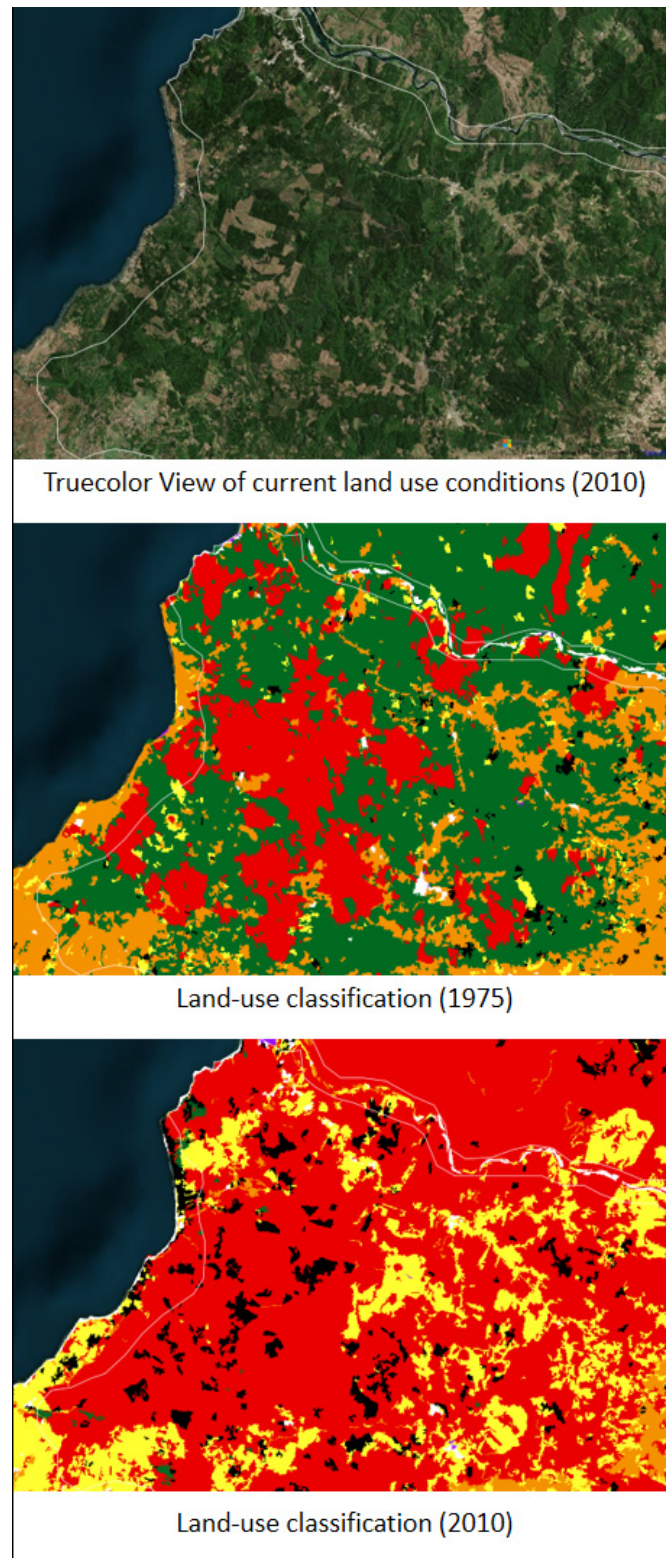 Truecolor View of current land use conditions (2010)
Land-use classification (1975)
Land-use classification (2010)